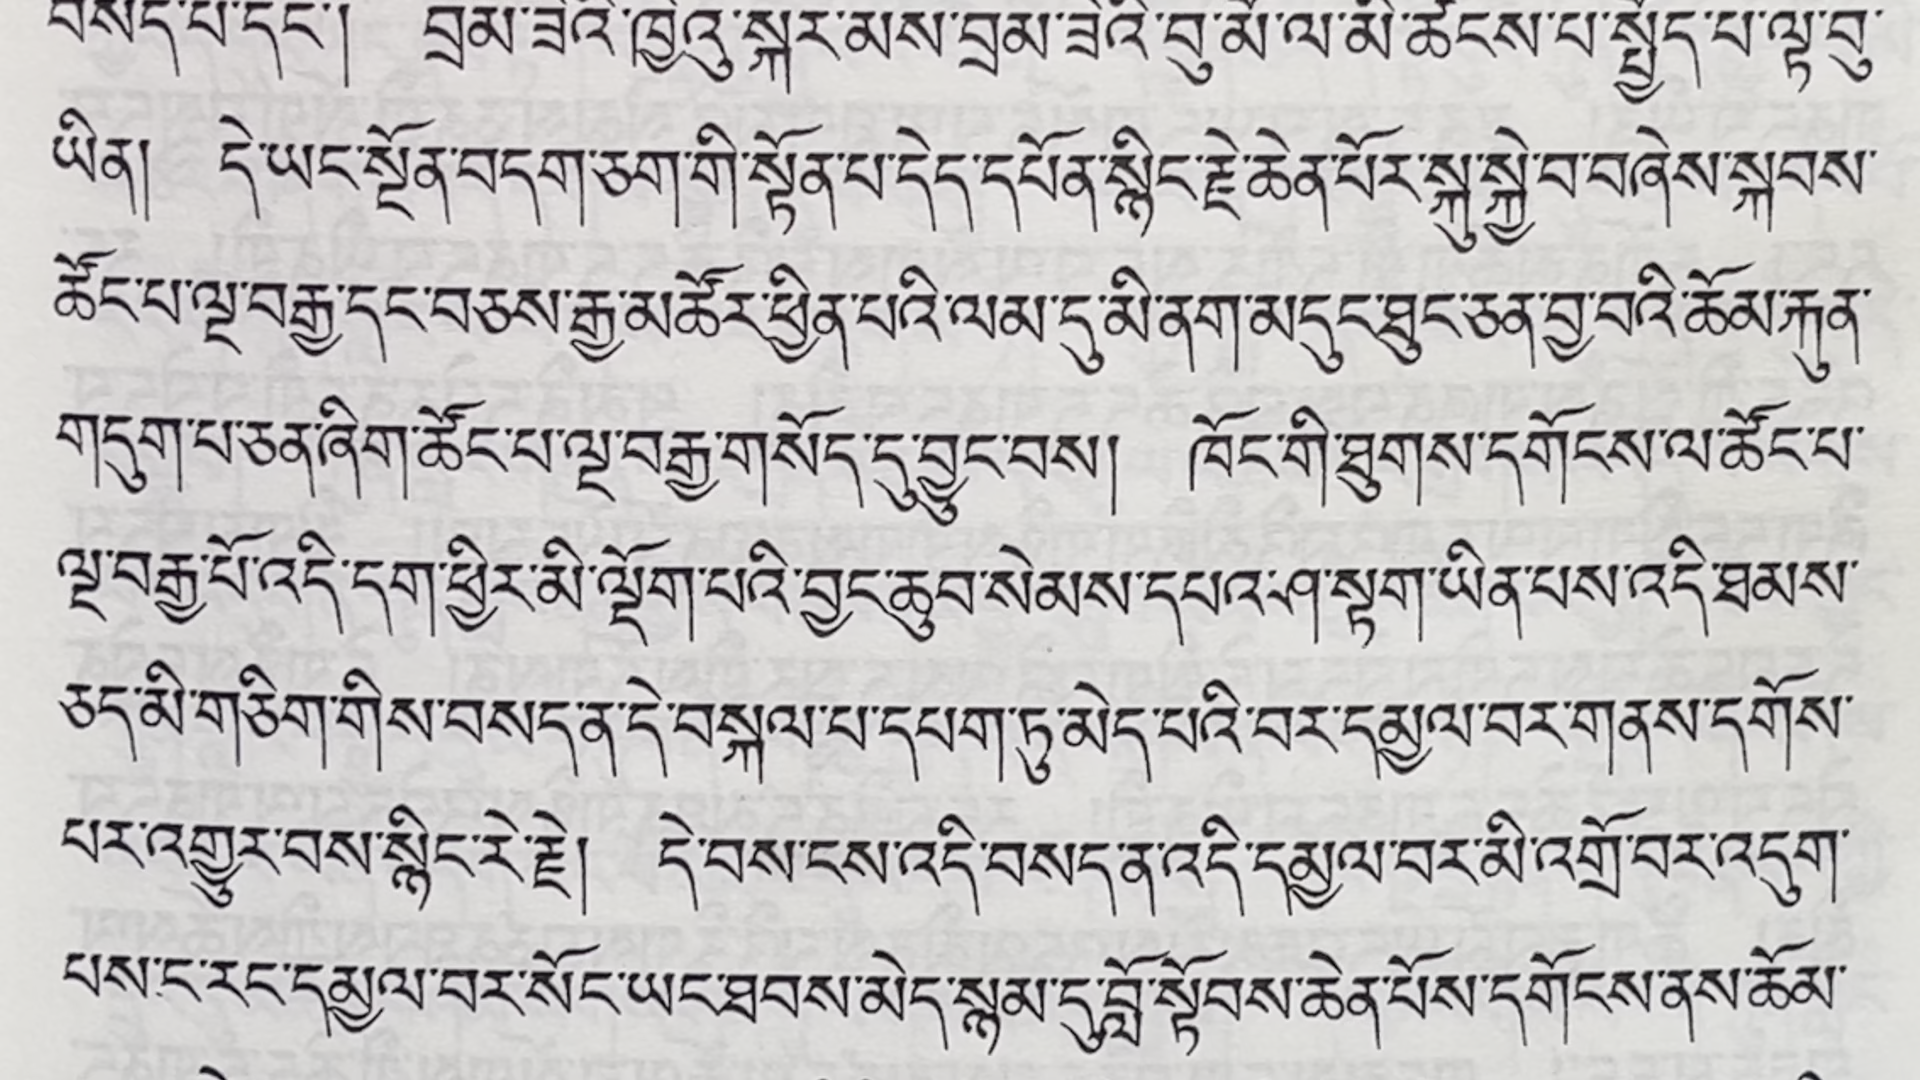 བསད་པ་དང་། བྲམ་ཟེའི་ཁྱེའུ་སྐར་མས་བྲམ་ཟེའི་བུ་མོ་ལ་མི་ཚངས་པ་སྤྱོད་པ་ལྟ་བུ་
ཡིན། དེ་ཡང་སྔོན་བདག་ཅག་གི་སྟོན་པ་དེད་དཔོན་སྙིང་རྗེ་ཆེན་པོར་སྐུ་སྐྱེ་བ་བཞེས་སྐབས་
ཚོང་པ་ལྔ་བརྒྱ་དང་བཅས་རྒྱ་མཚོར་ཕྱིན་པའི་ལམ་དུ་མི་ནག་མདུང་ཐུང་ཅན་བྱ་བའི་ཆོམ་རྐུན་
གདུག་པ་ཅན་ཞིག་ཚོང་པ་ལྔ་བརྒྱ་གསོད་དུ་བྱུང་བས། ཁོང་གི་ཐུགས་དགོངས་ལ་ཚོང་པ་
ལྔ་བརྒྱ་པོ་འདི་དག་ཕྱིར་མི་ལྡོག་པའི་བྱང་ཆུབ་སེམས་དཔའ་ཤ་སྟག་ཡིན་པས་འདི་ཐམས་
ཅད་མི་གཅིག་གིས་བསད་ན་དེ་བསྐལ་པ་དཔག་ཏུ་མེད་པའི་བར་དམྱལ་བར་གནས་དགོས་
པར་འགྱུར་བས་སྙིང་རེ་རྗེ། དེ་བས་ངས་འདི་བསད་ན་འདི་དམྱལ་བར་མི་འགྲོ་བར་འདུག་
པས་ང་རང་དམྱལ་བར་སོང་ཡང་ཐབས་མེད་སྙམ་དུ་བློ་སྟོབས་ཆེན་པོས་དགོངས་ནས་ཆོམ་